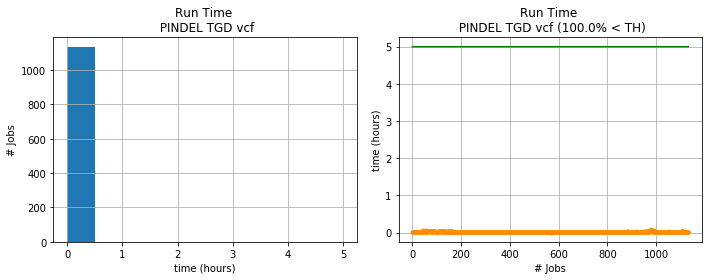 Run Time
PINDEL TGD vcf
# Jobs
1000
800
600
400
200
0
0 1 2 3 4 5
time (hours)
Run Time
PINDEL TGD vcf (100.0% < TH)
time (hours)
5
4
3
2
1
0
0 200 400 600 800 1000
# Jobs